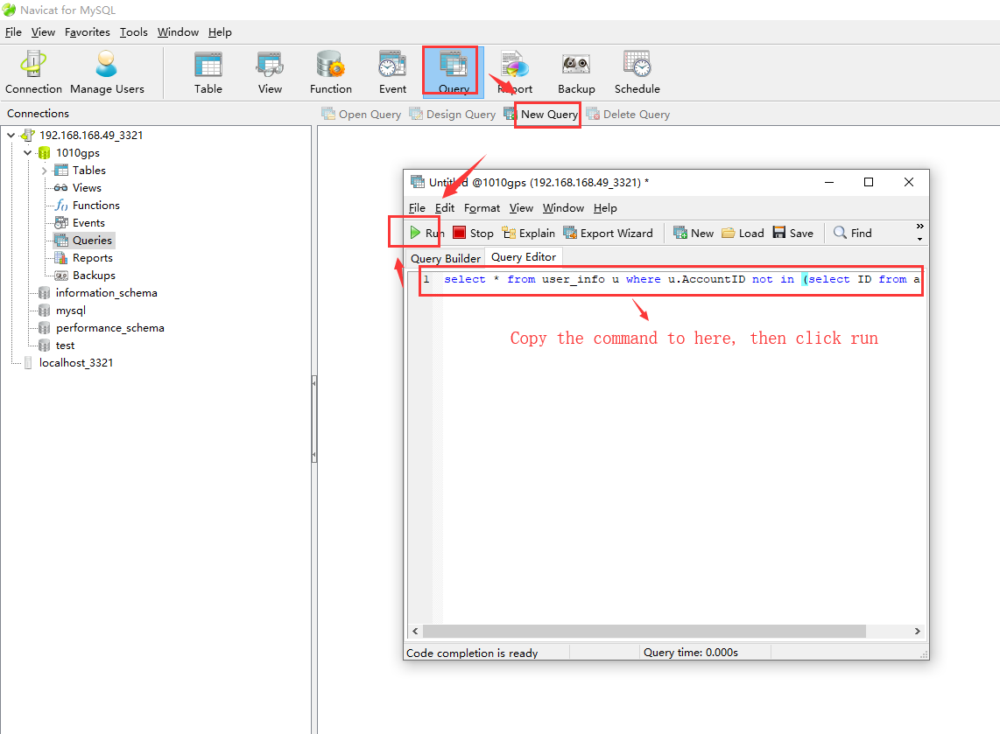 Navicat for MySQL
File View Favorites Tools Window Help
Connection Manage Users Table View Function Event Query Report Backup Schedule
Connections
Open Query Design Query New Query Delete Query
192.168.168.49_3321
1010gps
Tables
Views
Functions
Events
Queries
Reports
Backups
information_schema
mysql
performance_schema
test
localhost_3321
Untitled @1010gps (192.168.168.49_3321) *
File Edit Format View Window Help
Run Stop Explain Export Wizard New Load Save Find
Query Builder Query Editor
1 select * from user_info u where u.AccountID not in (select ID from a
Copy the command to here, then click run
Code completion is ready Query time: 0.000s